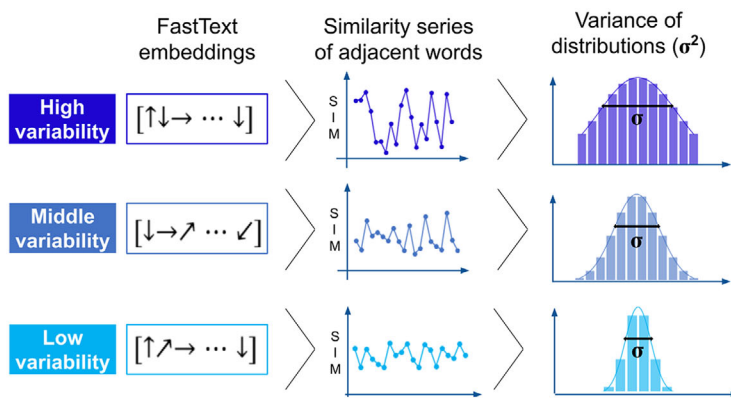 FastText
embeddings
Similarity series
of adjacent words
Variance of
distributions (σ²)
High
variability
[↑↓→ ⋯ ↓]
S
I
M
σ
Middle
variability
[↓→↗ ⋯ ↙]
S
I
M
σ
Low
variability
[↑↗→ ⋯ ↓]
S
I
M
σ